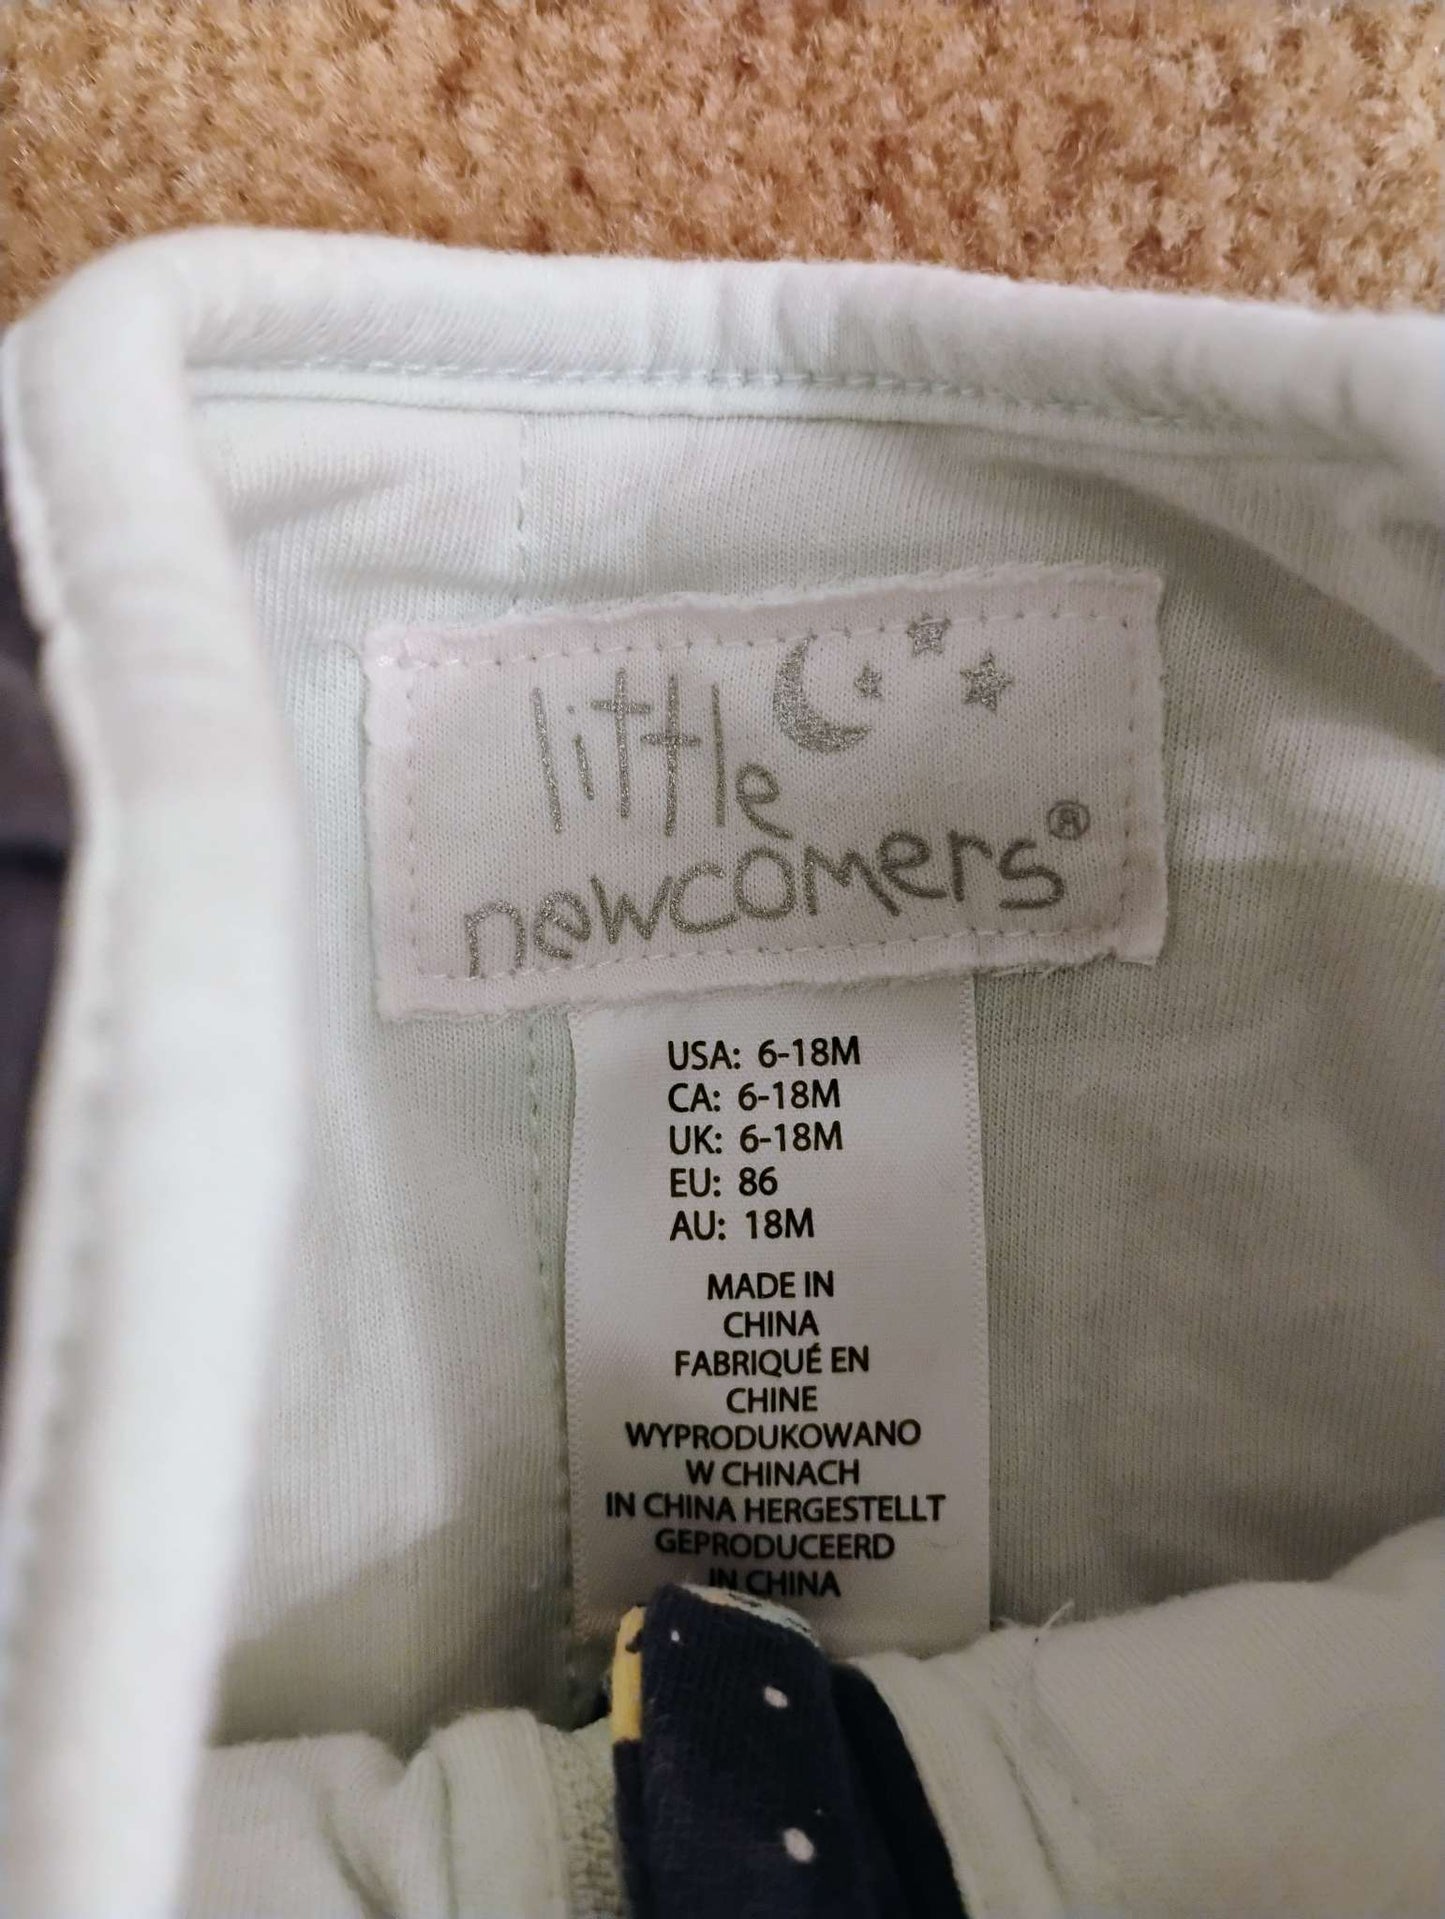 little
newcomers®
USA: 6-18M
CA: 6-18M
UK: 6-18M
EU: 86
AU: 18M
MADE IN
CHINA
FABRIQUÉ EN
CHINE
WYPRODUKOWANO
W CHINACH
IN CHINA HERGESTELLT
GEPRODUCEERD
IN CHINA